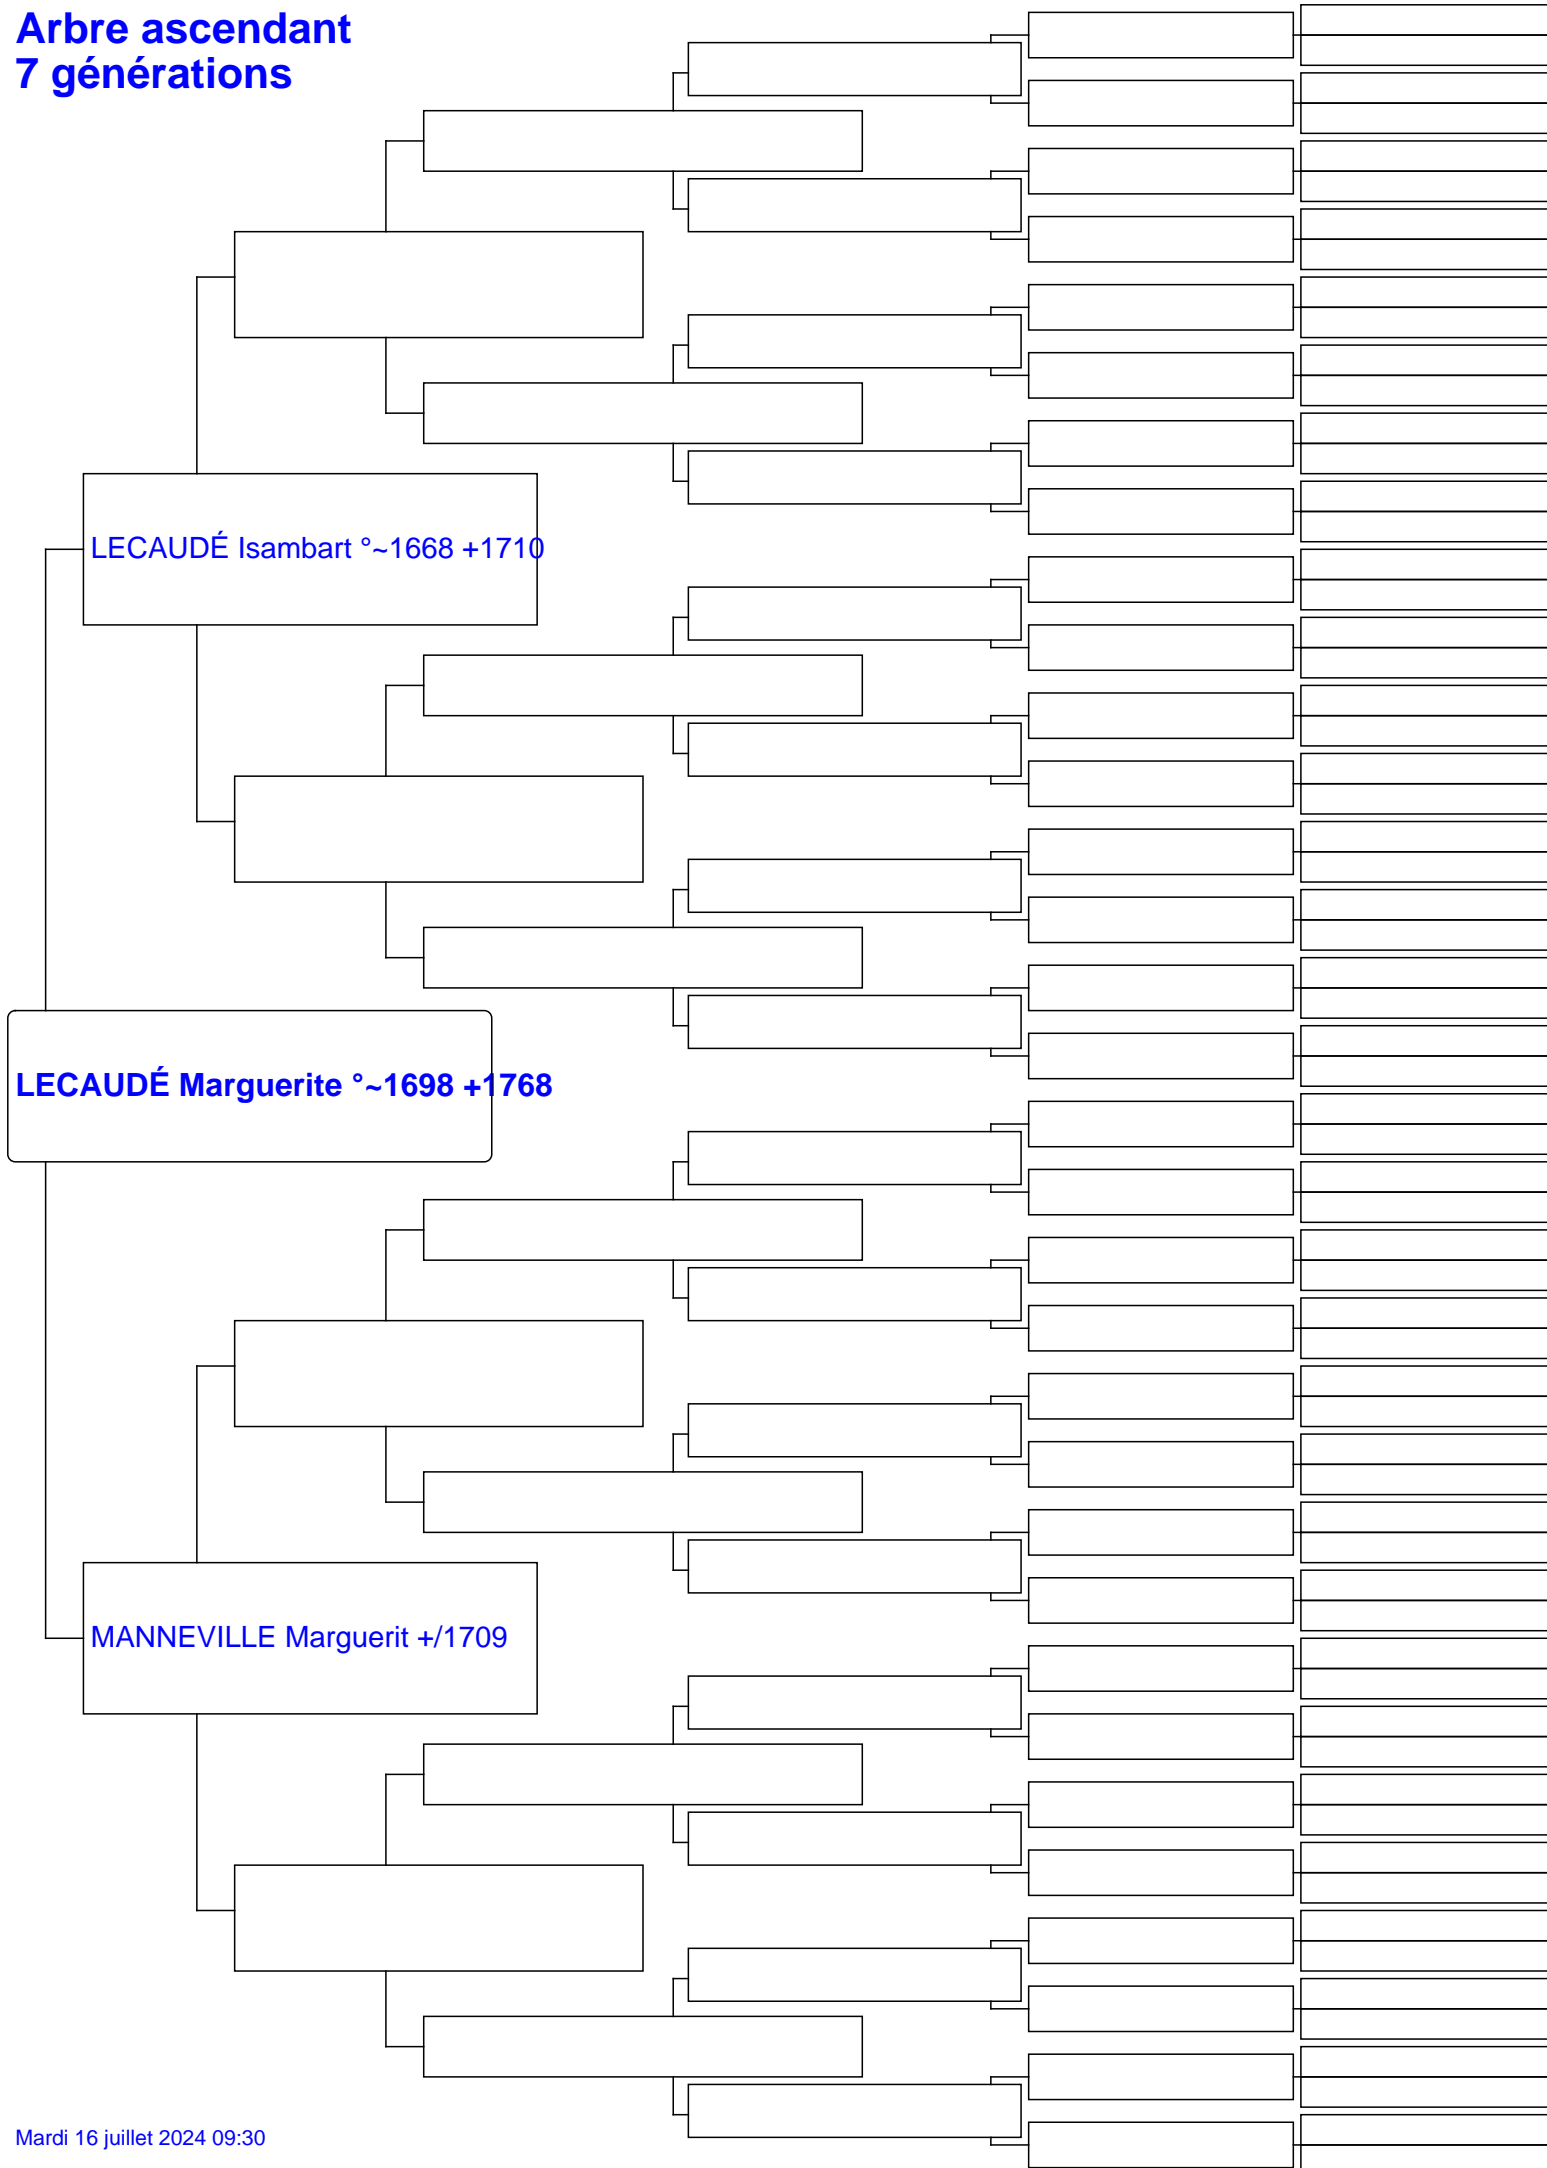 Arbre ascendant
7 générations
LECAUDÉ Isambart °~1668 +1710
LECAUDÉ Marguerite °~1698 +1768
MANNEVILLE Marguerit +/1709
Mardi 16 juillet 2024 09:30